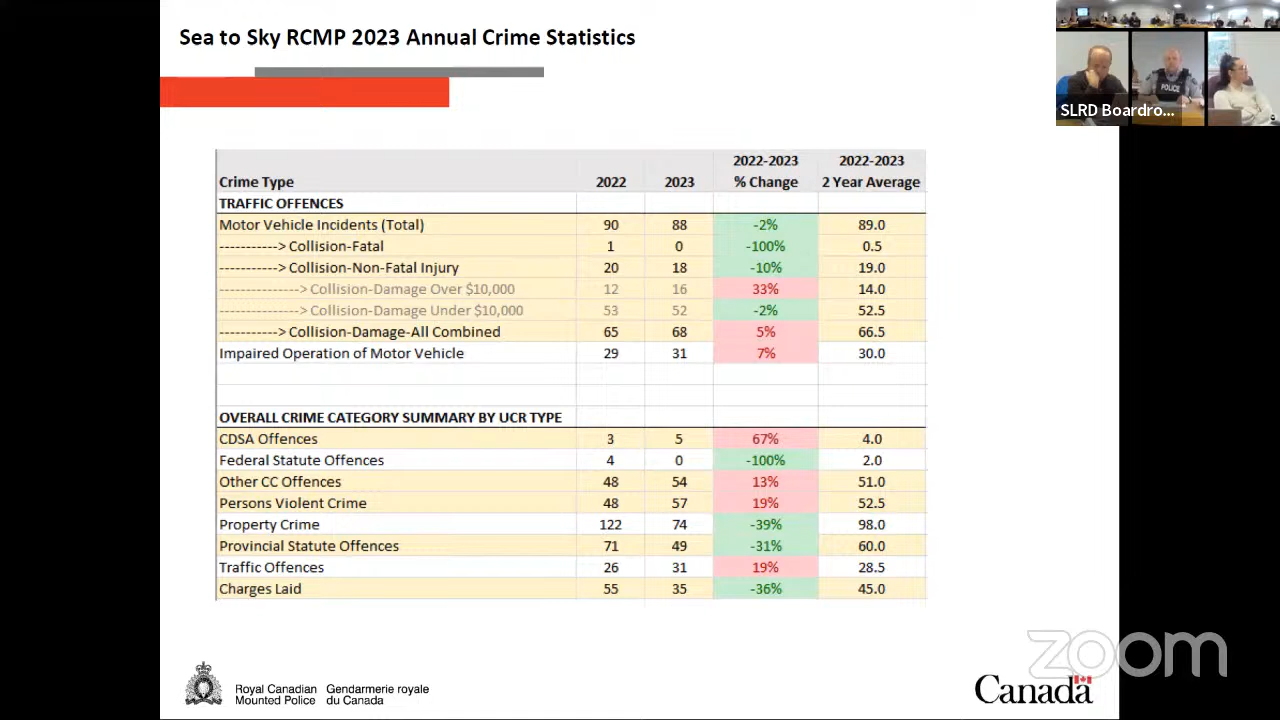 Sea to Sky RCMP 2023 Annual Crime Statistics
POLICE
SLRD Boardro...
Crime Type 2022 2023 2022-2023 % Change 2022-2023 2 Year Average
TRAFFIC OFFENCES
Motor Vehicle Incidents (Total) 90 88 -2% 89.0
-----------> Collision-Fatal 1 0 -100% 0.5
-----------> Collision-Non-Fatal Injury 20 18 -10% 19.0
---------------> Collision-Damage Over $10,000 12 16 33% 14.0
---------------> Collision-Damage Under $10,000 53 52 -2% 52.5
-----------> Collision-Damage-All Combined 65 68 5% 66.5
Impaired Operation of Motor Vehicle 29 31 7% 30.0
OVERALL CRIME CATEGORY SUMMARY BY UCR TYPE
CDSA Offences 3 5 67% 4.0
Federal Statute Offences 4 0 -100% 2.0
Other CC Offences 48 54 13% 51.0
Persons Violent Crime 48 57 19% 52.5
Property Crime 122 74 -39% 98.0
Provincial Statute Offences 71 49 -31% 60.0
Traffic Offences 26 31 19% 28.5
Charges Laid 55 35 -36% 45.0
zoom
Royal Canadian Gendarmerie royale
Mounted Police du Canada
Canada